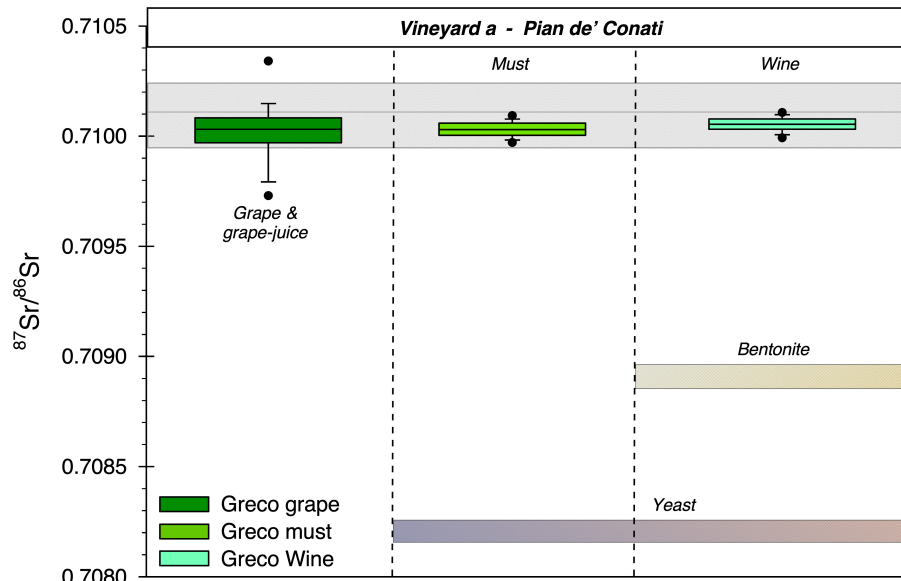 Vineyard a - Pian de’ Conati
Must
Wine
Grape &
grape-juice
Bentonite
Yeast
Greco grape
Greco must
Greco Wine
0.7105
0.7100
0.7095
0.7090
0.7085
0.7080
⁸⁷Sr/⁸⁶Sr